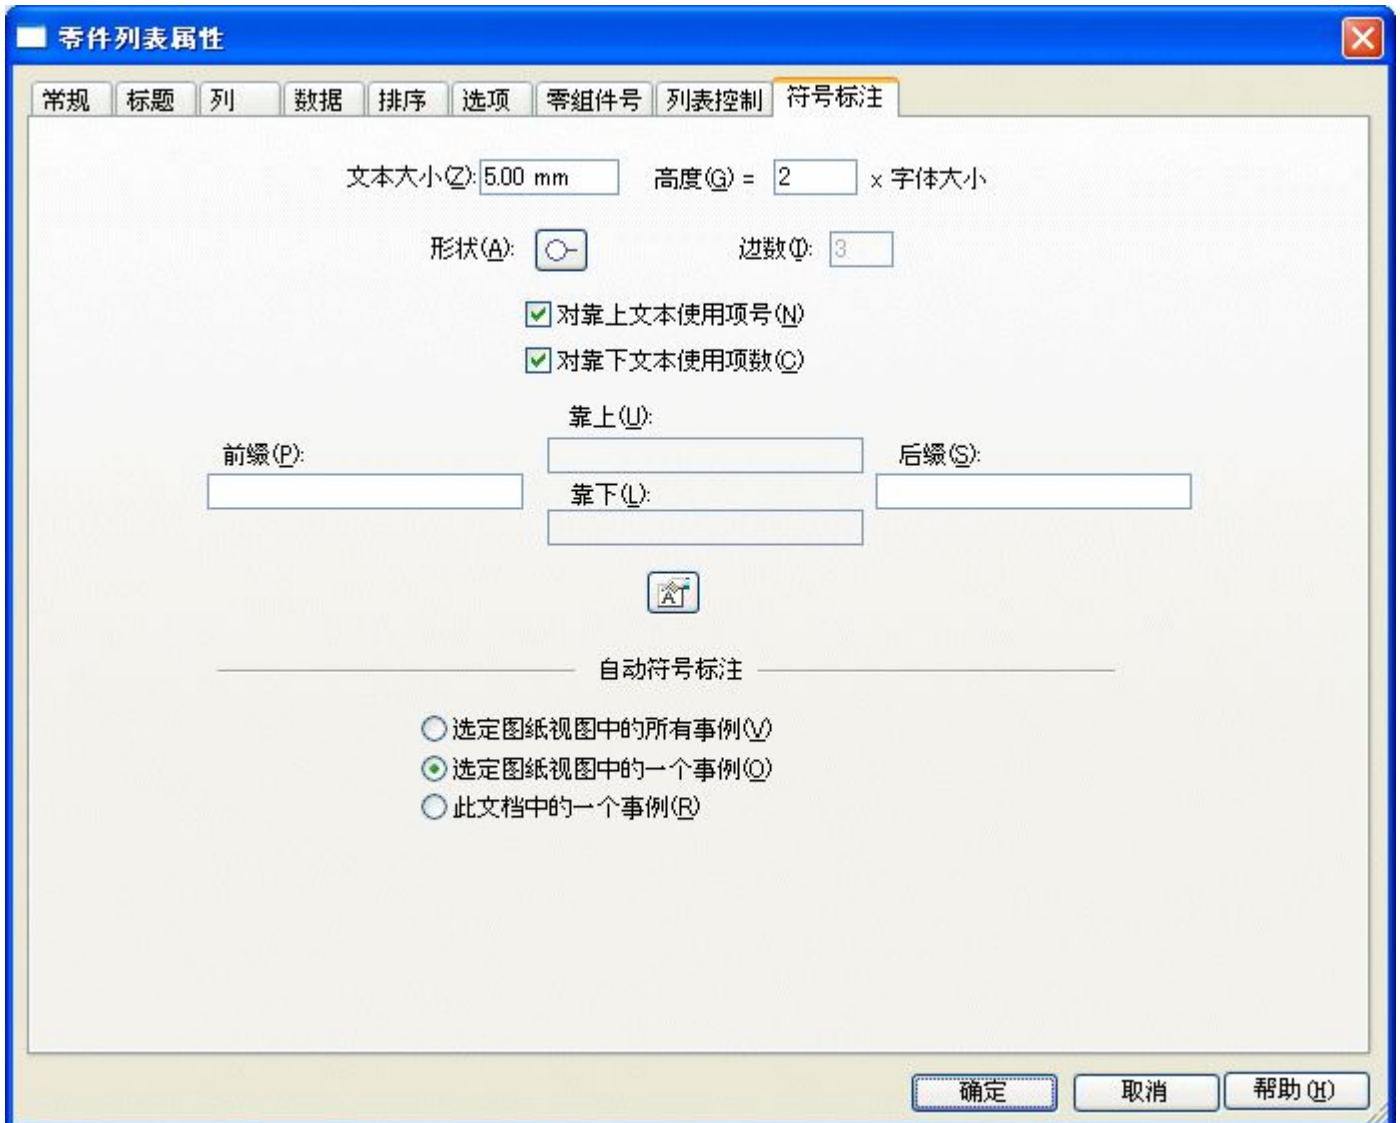 零件列表属性
常规 标题 列 数据 排序 选项 零组件号 列表控制 符号标注
文本大小(Z): 5.00 mm 高度(G) = 2 x 字体大小
形状(A): 边数(I): 3
对靠上文本使用项号(N)
对靠下文本使用项数(C)
靠上(U):
前缀(P): 后缀(S):
靠下(L):
自动符号标注
选定图纸视图中的所有事例(V)
选定图纸视图中的一个事例(O)
此文档中的一个事例(R)
确定 取消 帮助(H)